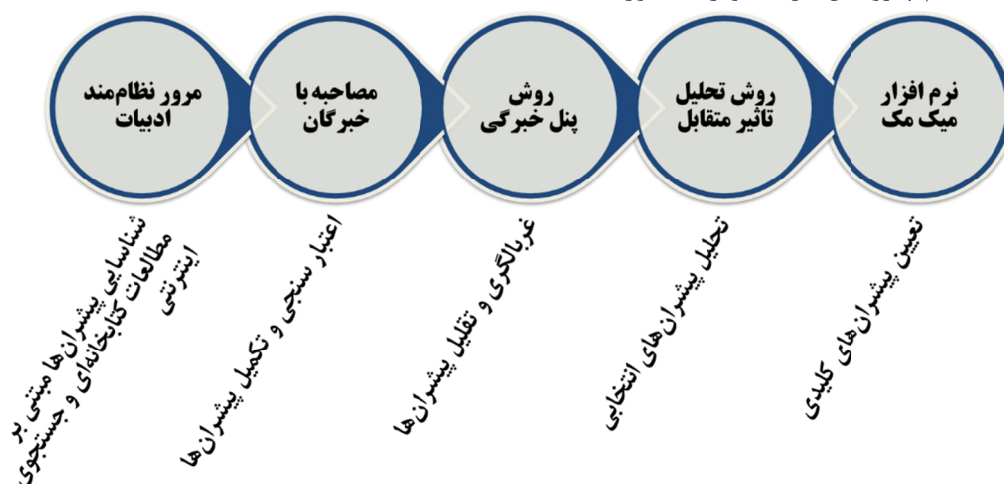 مرور نظام‌مند
ادبیات
مصاحبه با
خبرگان
روش
پنل خبرگی
روش تحلیل
تاثیر متقابل
نرم افزار
میک مک
شناسایی پیشران ها مبتنی بر
مطالعات کتابخانه‌ای و جستجوی
اینترنتی
اعتبار سنجی و تکمیل پیشران‌ها
غربالگری و تقلیل پیشران‌ها
تحلیل پیشران‌های انتخابی
تعیین پیشران‌های کلیدی